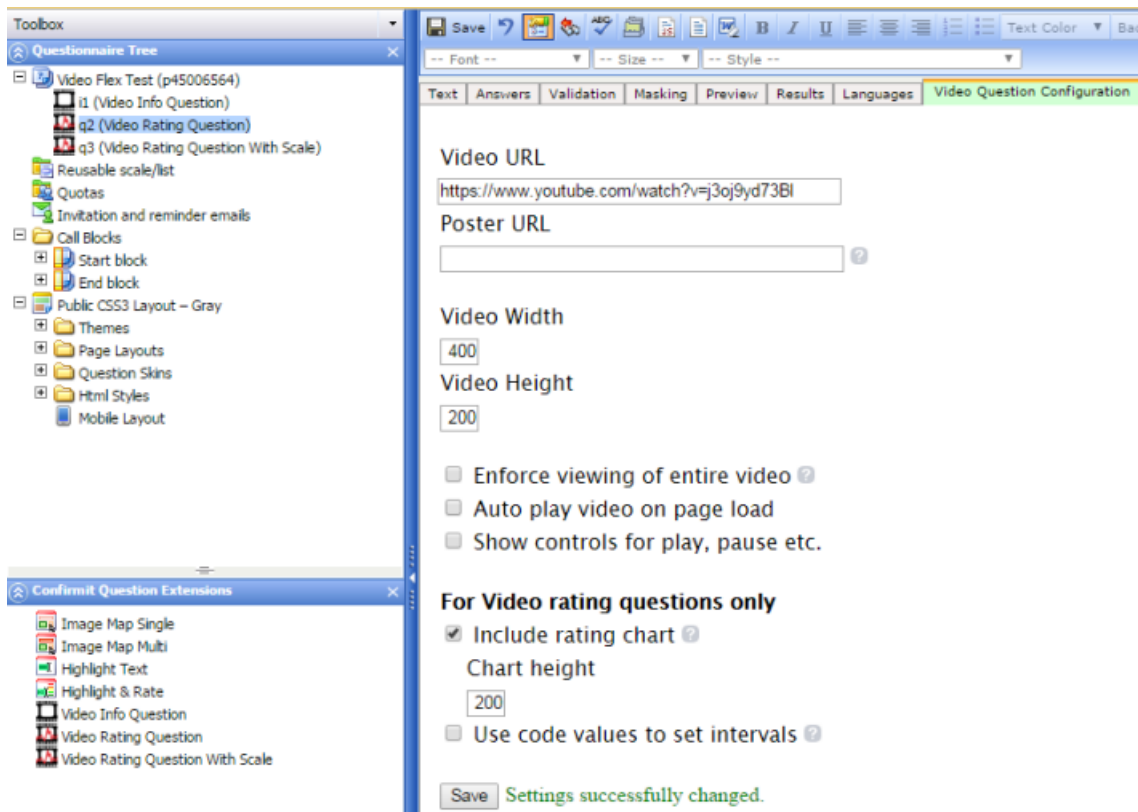 Toolbox
Questionnaire Tree
Video Flex Test (p45006564)
i1 (Video Info Question)
q2 (Video Rating Question)
q3 (Video Rating Question With Scale)
Reusable scale/list
Quotas
Invitation and reminder emails
Call Blocks
Start block
End block
Public CSS3 Layout – Gray
Themes
Page Layouts
Question Skins
Html Styles
Mobile Layout
Confirmit Question Extensions
Image Map Single
Image Map Multi
Highlight Text
Highlight & Rate
Video Info Question
Video Rating Question
Video Rating Question With Scale
Save ABC B I U Text Color
-- Font -- -- Size -- -- Style --
Text Answers Validation Masking Preview Results Languages Video Question Configuration
Video URL
https://www.youtube.com/watch?v=j3oj9yd73BI
Poster URL
Video Width
400
Video Height
200
Enforce viewing of entire video ?
Auto play video on page load
Show controls for play, pause etc.
For Video rating questions only
Include rating chart ?
Chart height
200
Use code values to set intervals ?
Save Settings successfully changed.